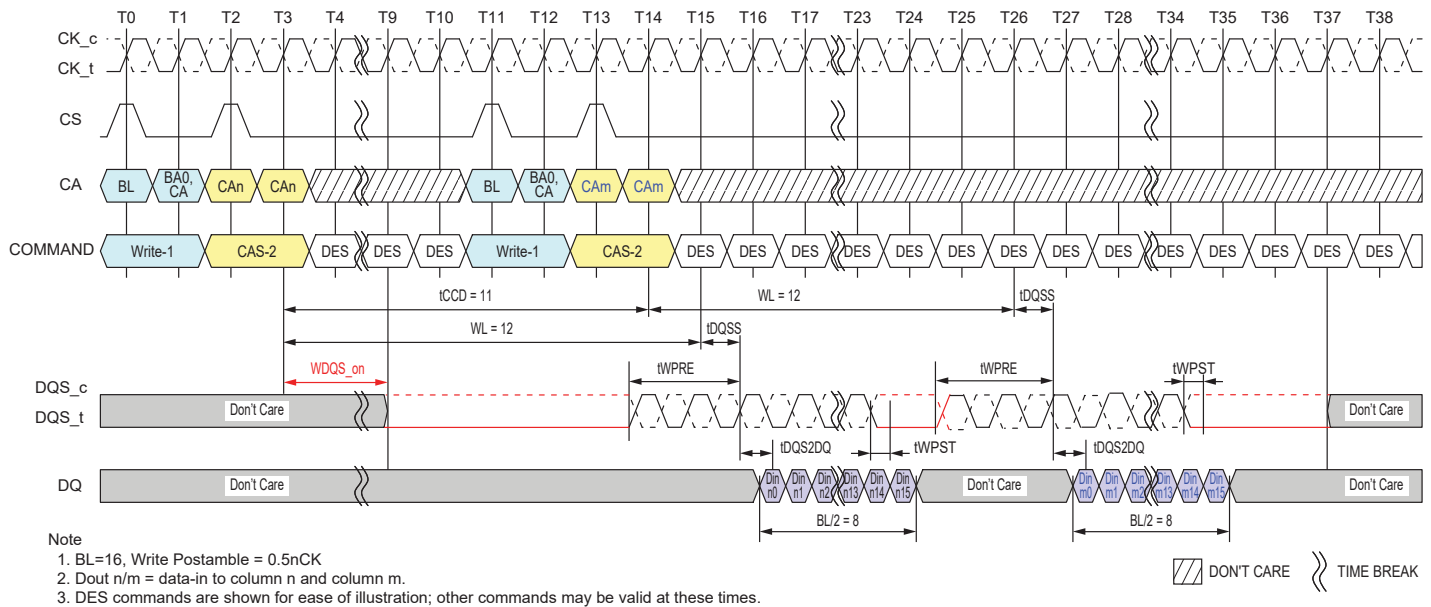 T0 T1 T2 T3 T4 T9 T10 T11 T12 T13 T14 T15 T16 T17 T23 T24 T25 T26 T27 T28 T34 T35 T36 T37 T38
CK_c
CK_t
CS
CA BL BA0, CA CAn CAn BL BA0, CA CAm CAm
COMMAND Write-1 CAS-2 DES DES DES Write-1 CAS-2 DES DES DES DES DES DES DES DES DES DES DES DES DES DES
tCCD = 11 WL = 12 tDQSS
WL = 12 tDQSS
WDQS_on tWPRE tWPRE tWPST
DQS_c
DQS_t
Don't Care Don't Care
tDQS2DQ tWPST tDQS2DQ
DQ Don't Care Din n0 Din n1 Din n2 Din n13 Din n14 Din n15 Don't Care Din m0 Din m1 Din m2 Din m13 Din m14 Din m15 Don't Care
BL/2 = 8 BL/2 = 8
Note
1. BL=16, Write Postamble = 0.5nCK
2. Dout n/m = data-in to column n and column m.
3. DES commands are shown for ease of illustration; other commands may be valid at these times.
DON'T CARE TIME BREAK